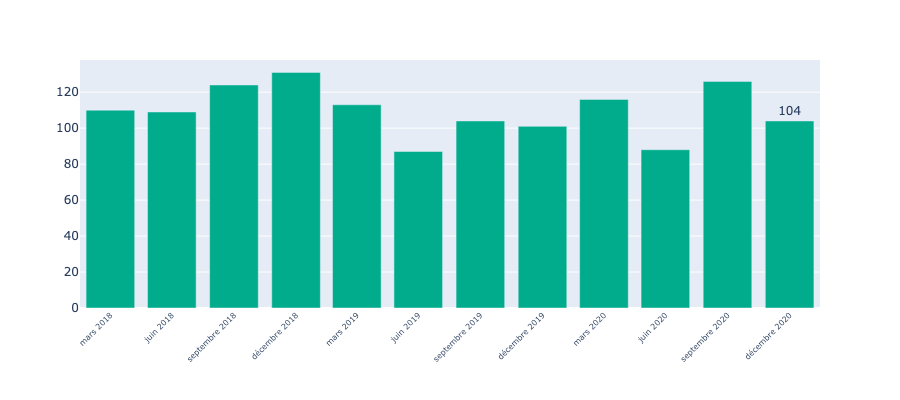 120
100
80
60
40
20
0
104
mars 2018
juin 2018
septembre 2018
décembre 2018
mars 2019
juin 2019
septembre 2019
décembre 2019
mars 2020
juin 2020
septembre 2020
décembre 2020